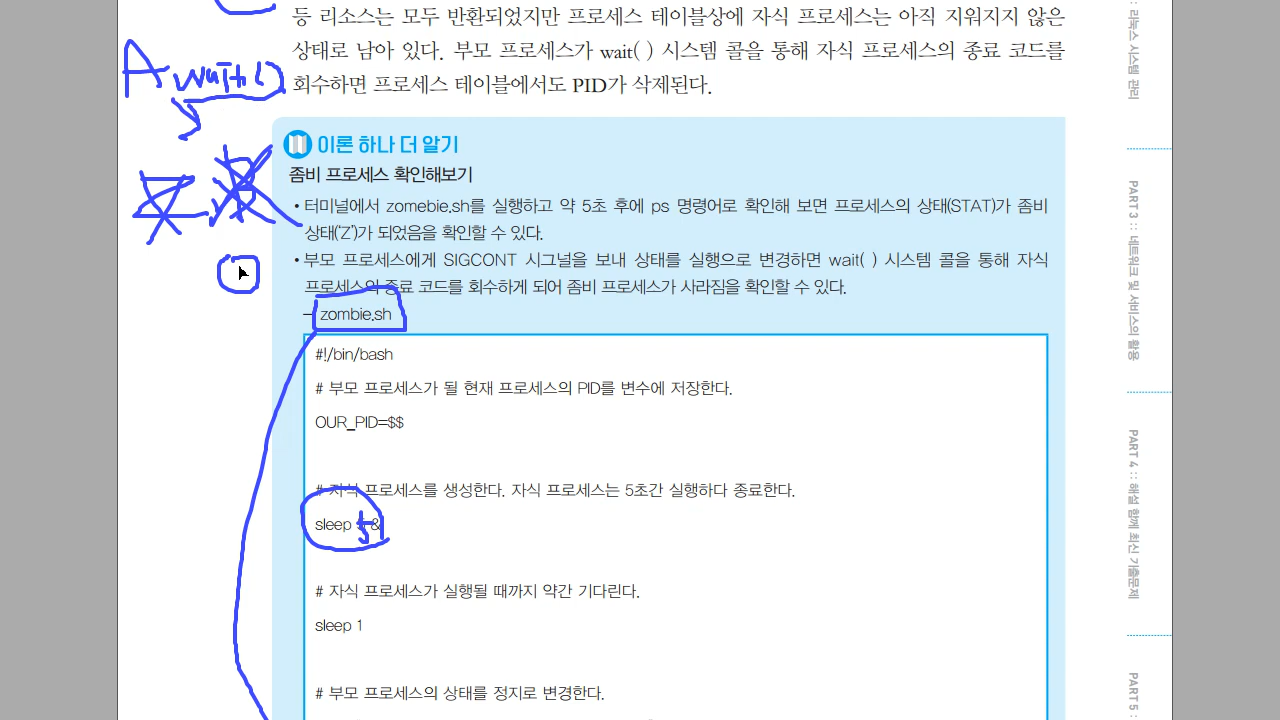 등 리소스는 모두 반환되었지만 프로세스 테이블상에 자식 프로세스는 아직 지워지지 않은
상태로 남아 있다. 부모 프로세스가 wait( ) 시스템 콜을 통해 자식 프로세스의 종료 코드를
회수하면 프로세스 테이블에서도 PID가 삭제된다.
A wait()
이론 하나 더 알기
좀비 프로세스 확인해보기
• 터미널에서 zomenie.sh를 실행하고 약 5초 후에 ps 명령어로 확인해 보면 프로세스의 상태(STAT)가 좀비
상태('Z')가 되었음을 확인할 수 있다.
• 부모 프로세스에게 SIGCONT 시그널을 보내 상태를 실행으로 변경하면 wait( ) 시스템 콜을 통해 자식
프로세스의 종료 코드를 회수하게 되어 좀비 프로세스가 사라짐을 확인할 수 있다.
– zombie.sh
#!/bin/bash
# 부모 프로세스가 될 현재 프로세스의 PID를 변수에 저장한다.
OUR_PID=$$
# 자식 프로세스를 생성한다. 자식 프로세스는 5초간 실행하다 종료한다.
sleep 5 &
# 자식 프로세스가 실행될 때까지 약간 기다린다.
sleep 1
# 부모 프로세스의 상태를 정지로 변경한다.
: 리눅스 시스템 관리
PART 3 :: 네트워크 및 서비스의 활용
PART 4 :: 해설 함께 최신 기출문제
PART 5 :